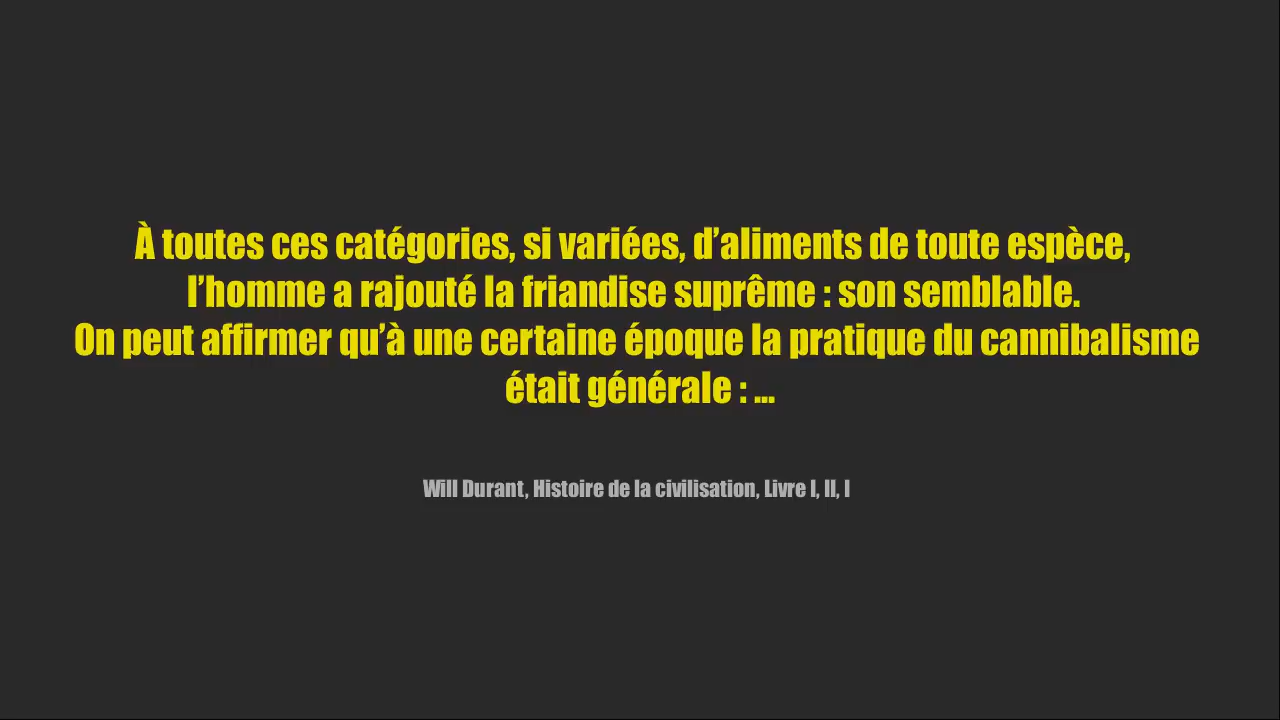 À toutes ces catégories, si variées, d’aliments de toute espèce,
l’homme a rajouté la friandise suprême : son semblable.
On peut affirmer qu’à une certaine époque la pratique du cannibalisme
était générale : ...
Will Durant, Histoire de la civilisation, Livre I, II, I